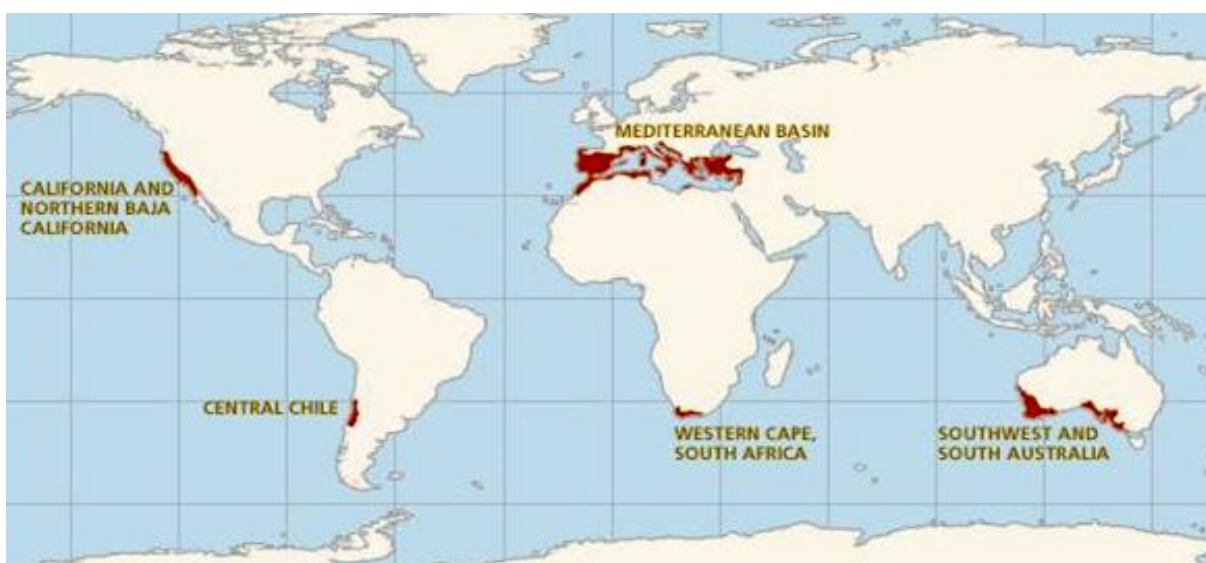 MEDITERRANEAN BASIN
CALIFORNIA AND
NORTHERN BAJA
CALIFORNIA
CENTRAL CHILE
WESTERN CAPE,
SOUTH AFRICA
SOUTHWEST AND
SOUTH AUSTRALIA